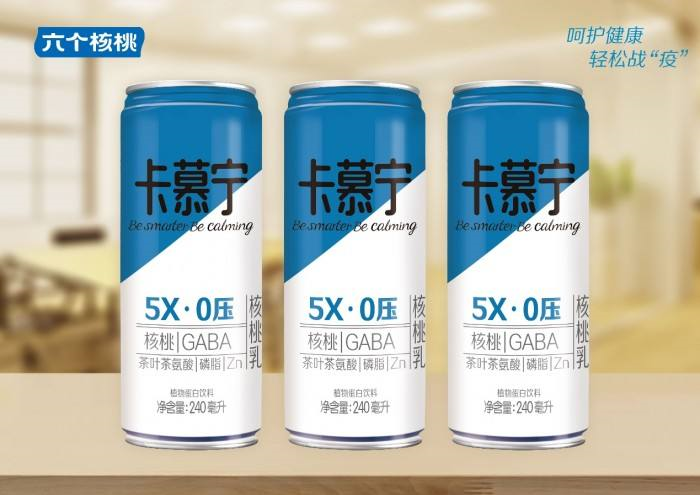 六个核桃
呵护健康
轻松战“疫”
卡慕宁
Be smarter Be calming
5X·0压
核桃|GABA
茶叶茶氨酸|磷脂|Zn
核桃乳
植物蛋白饮料
净含量:240毫升
卡慕宁
Be smarter Be calming
5X·0压
核桃|GABA
茶叶茶氨酸|磷脂|Zn
核桃乳
植物蛋白饮料
净含量:240毫升
卡慕宁
Be smarter Be calming
5X·0压
核桃|GABA
茶叶茶氨酸|磷脂|Zn
核桃乳
植物蛋白饮料
净含量:240毫升